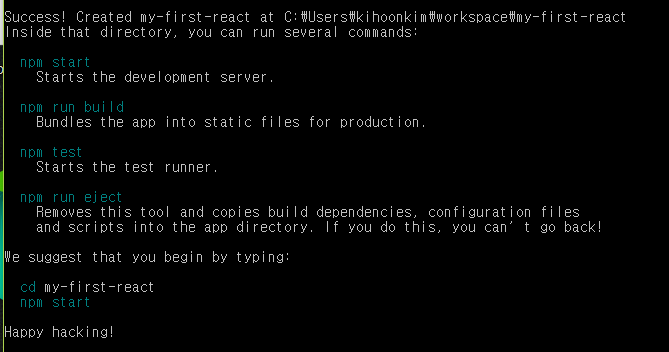 Success! Created my-first-react at C:₩Users₩kihoonkim₩workspace₩my-first-react
Inside that directory, you can run several commands:
npm start
Starts the development server.
npm run build
Bundles the app into static files for production.
npm test
Starts the test runner.
npm run eject
Removes this tool and copies build dependencies, configuration files
and scripts into the app directory. If you do this, you can’t go back!
We suggest that you begin by typing:
cd my-first-react
npm start
Happy hacking!